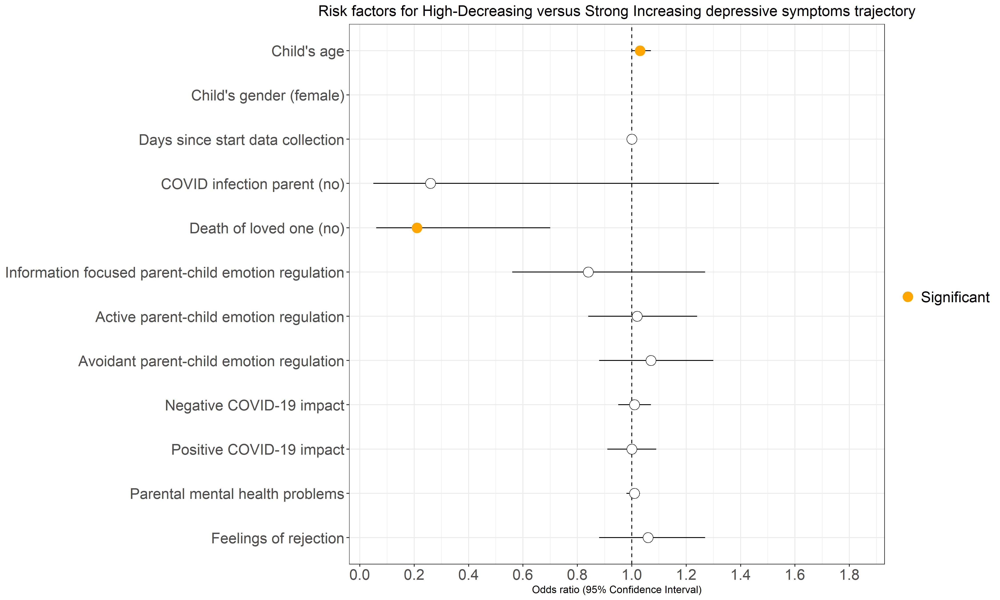 Risk factors for High-Decreasing versus Strong Increasing depressive symptoms trajectory
Child's age
Child's gender (female)
Days since start data collection
COVID infection parent (no)
Death of loved one (no)
Information focused parent-child emotion regulation
Significant
Active parent-child emotion regulation
Avoidant parent-child emotion regulation
Negative COVID-19 impact
Positive COVID-19 impact
Parental mental health problems
Feelings of rejection
0.0 0.2 0.4 0.6 0.8 1.0 1.2 1.4 1.6 1.8
Odds ratio (95% Confidence Interval)